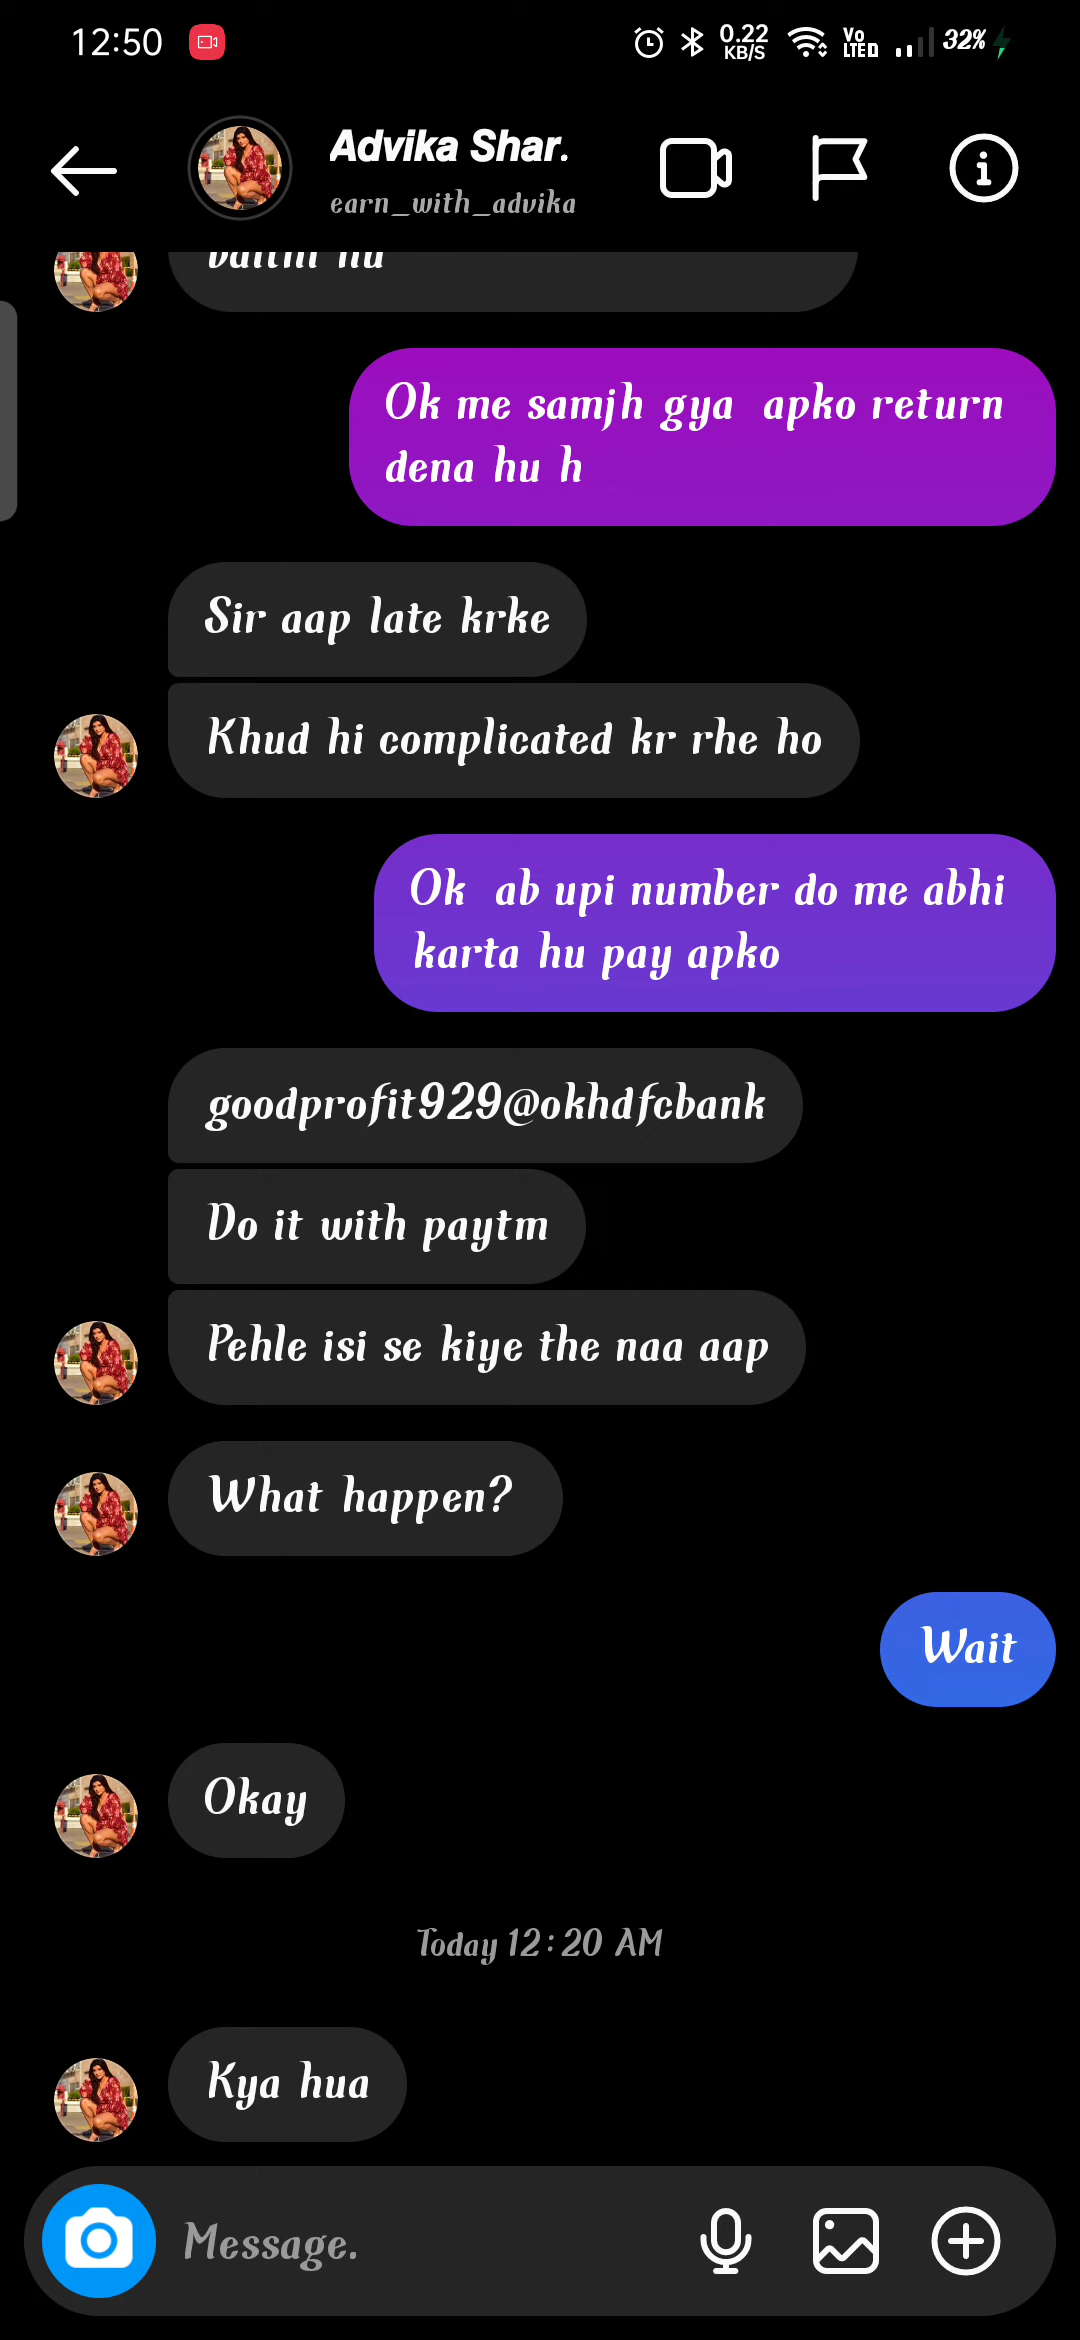 12:50
0.22
KB/S
Vo
LTE
32%
Advika Shar.
earn_with_advika
baithi hu
Ok me samjh gya apko return
dena hu h
Sir aap late krke
Khud hi complicated kr rhe ho
Ok ab upi number do me abhi
karta hu pay apko
goodprofit929@okhdfcbank
Do it with paytm
Pehle isi se kiye the naa aap
What happen?
Wait
Okay
Today 12:20 AM
Kya hua
Message.